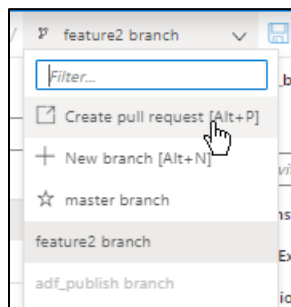 feature2 branch
Filter...
Create pull request [Alt+P]
New branch [Alt+N]
master branch
feature2 branch
adf_publish branch